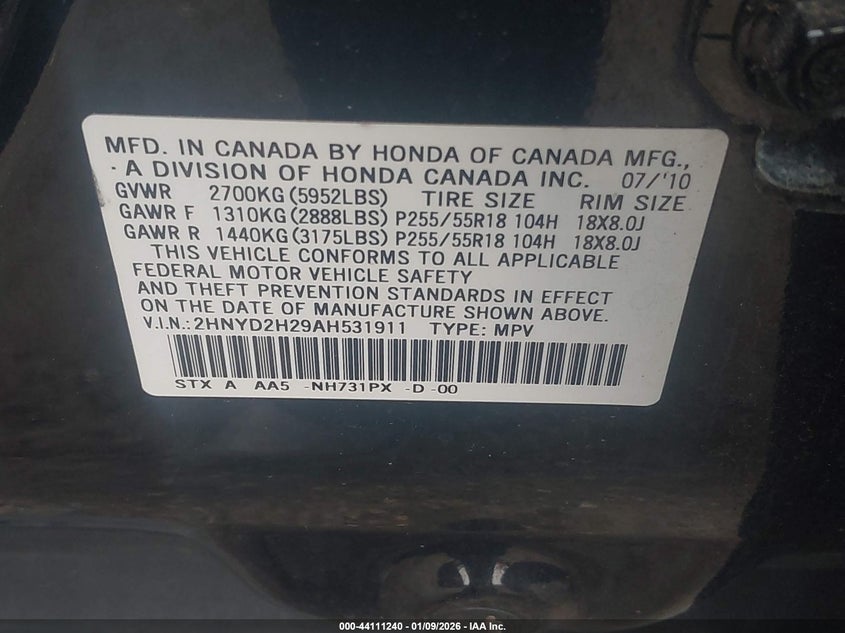 MFD. IN CANADA BY HONDA OF CANADA MFG.,
A DIVISION OF HONDA CANADA INC. 07/'10
GVWR 2700KG(5952LBS) TIRE SIZE RIM SIZE
GAWR F 1310KG(2888LBS) P255/55R18 104H 18X8.0J
GAWR R 1440KG(3175LBS) P255/55R18 104H 18X8.0J
THIS VEHICLE CONFORMS TO ALL APPLICABLE
FEDERAL MOTOR VEHICLE SAFETY
AND THEFT PREVENTION STANDARDS IN EFFECT
ON THE DATE OF MANUFACTURE SHOWN ABOVE.
V.I.N.:2HNYD2H29AH531911 TYPE: MPV
STX A AA5 -NH731PX -D -00
000-44111240 - 01/09/2026 - IAA Inc.